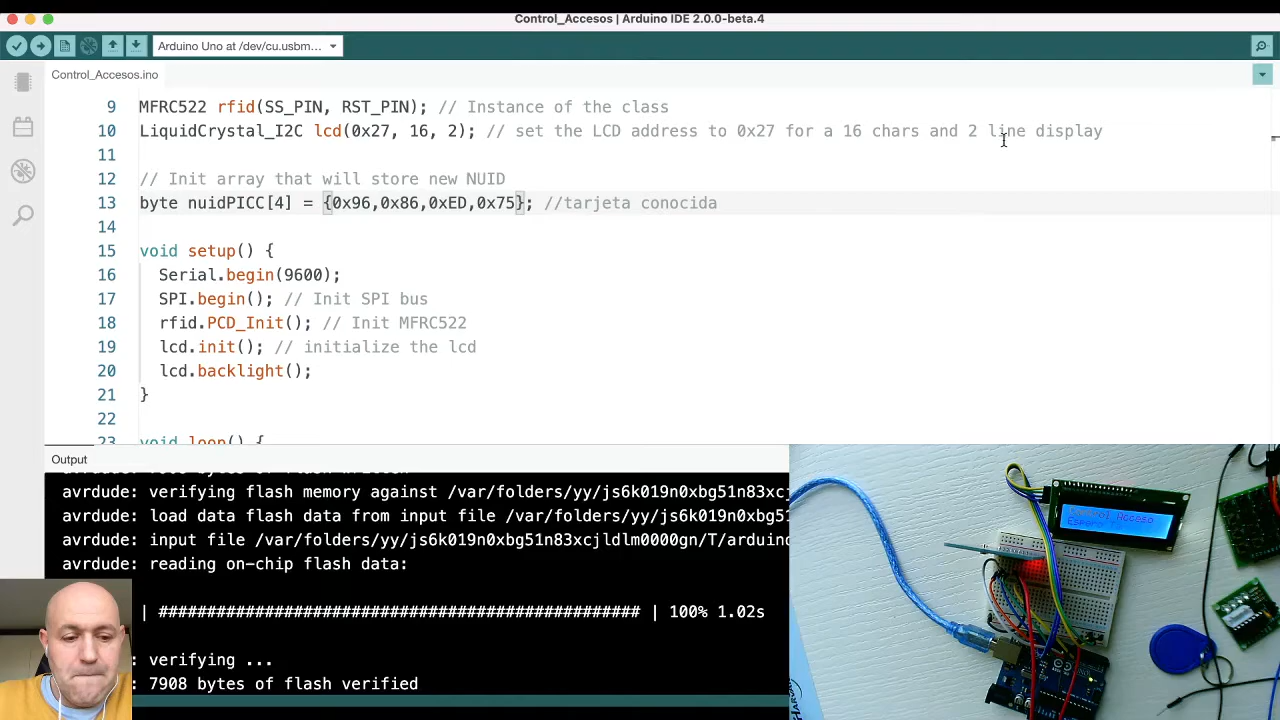 Control_Accesos | Arduino IDE 2.0.0-beta.4
Arduino Uno at /dev/cu.usbm...
Control_Accesos.ino
9 MFRC522 rfid(SS_PIN, RST_PIN); // Instance of the class
10 LiquidCrystal_I2C lcd(0x27, 16, 2); // set the LCD address to 0x27 for a 16 chars and 2 line display
11
12 // Init array that will store new NUID
13 byte nuidPICC[4] = {0x96,0x86,0xED,0x75}; //tarjeta conocida
14
15 void setup() {
16 Serial.begin(9600);
17 SPI.begin(); // Init SPI bus
18 rfid.PCD_Init(); // Init MFRC522
19 lcd.init(); // initialize the lcd
20 lcd.backlight();
21 }
22
23 void loop() {
Output
avrdude: verifying flash memory against /var/folders/yy/js6k019n0xbg51n83xcj
avrdude: load data flash data from input file /var/folders/yy/js6k019n0xbg51
avrdude: input file /var/folders/yy/js6k019n0xbg51n83xcjldlm0000gn/T/arduino
avrdude: reading on-chip flash data:
| ################################################## | 100% 1.02s
: verifying ...
: 7908 bytes of flash verified
Control Acceso